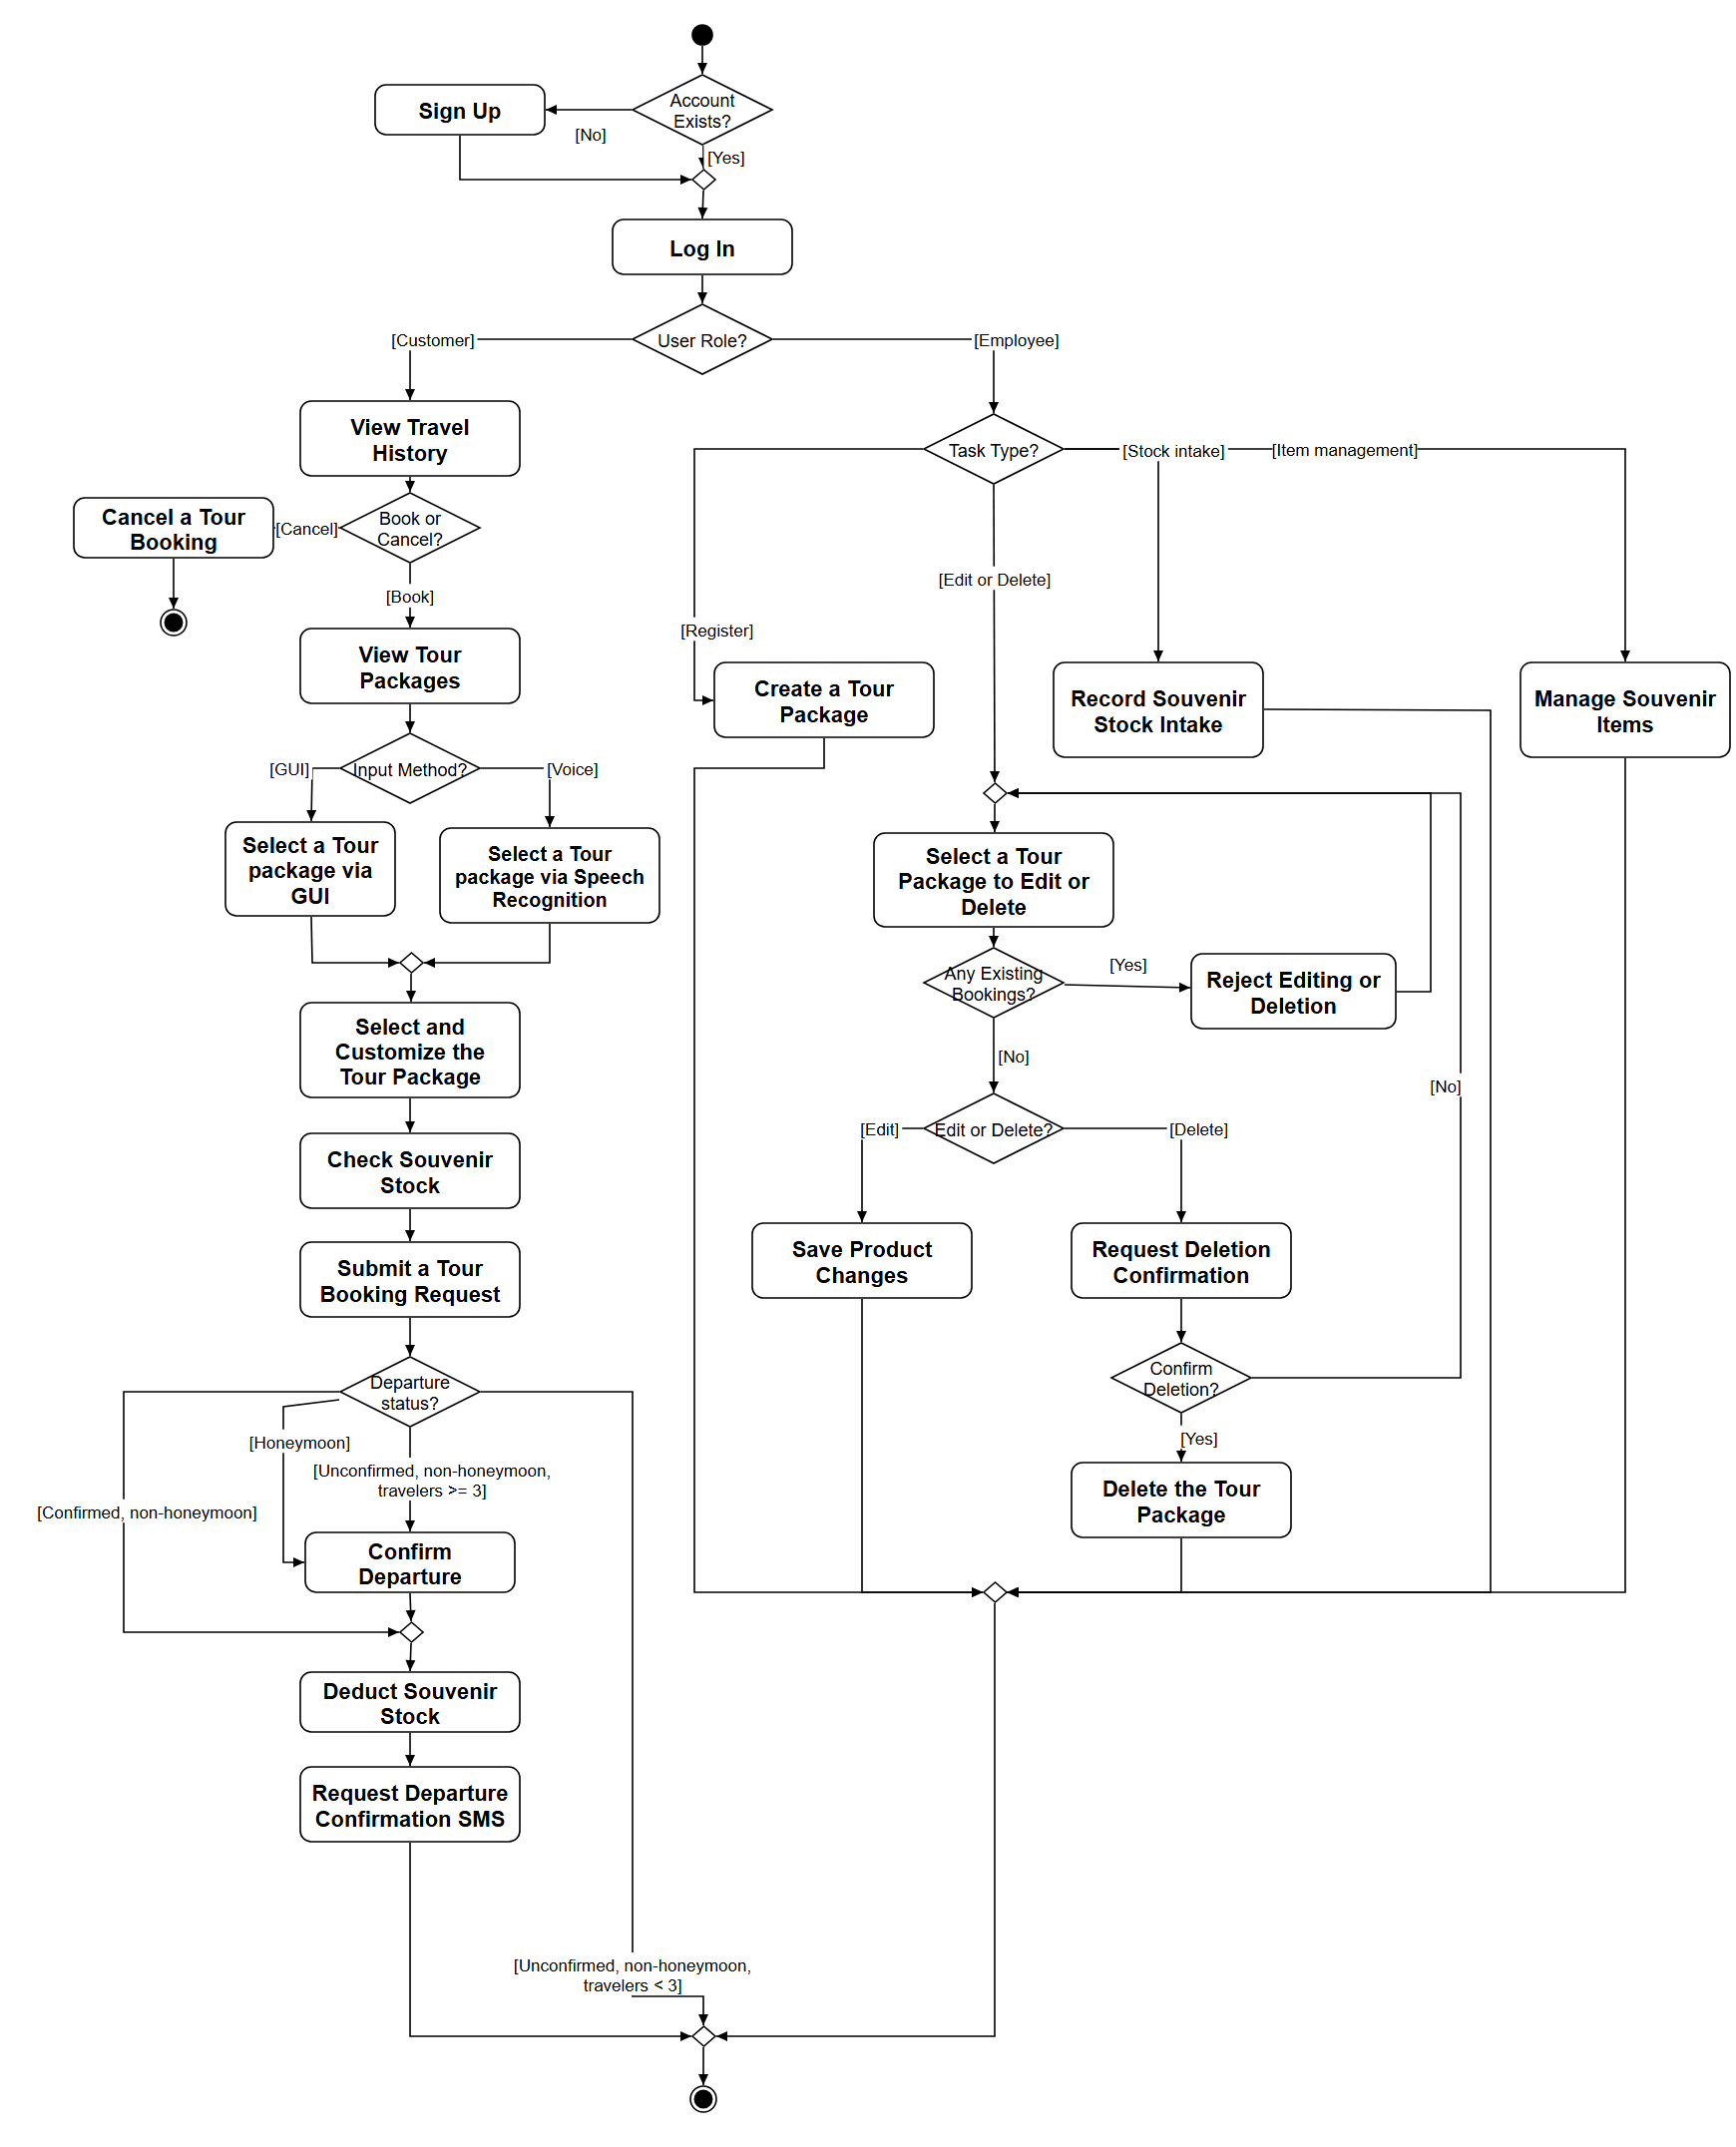 Account
Exists?
Sign Up
[No]
[Yes]
Log In
User Role?
[Customer]
[Employee]
View Travel
History
Task Type?
[Stock intake]
[Item management]
Cancel a Tour
Booking
[Cancel]
Book or
Cancel?
[Book]
[Edit or Delete]
[Register]
View Tour
Packages
Create a Tour
Package
Record Souvenir
Stock Intake
Manage Souvenir
Items
[GUI]
Input Method?
[Voice]
Select a Tour
package via
GUI
Select a Tour
package via Speech
Recognition
Select a Tour
Package to Edit or
Delete
Any Existing
Bookings?
[Yes]
Reject Editing or
Deletion
Select and
Customize the
Tour Package
[No]
[No]
[Edit]
Edit or Delete?
[Delete]
Check Souvenir
Stock
Submit a Tour
Booking Request
Save Product
Changes
Request Deletion
Confirmation
Departure
status?
Confirm
Deletion?
[Honeymoon]
[Yes]
[Unconfirmed, non-honeymoon,
travelers >= 3]
[Confirmed, non-honeymoon]
Delete the Tour
Package
Confirm
Departure
Deduct Souvenir
Stock
Request Departure
Confirmation SMS
[Unconfirmed, non-honeymoon,
travelers < 3]